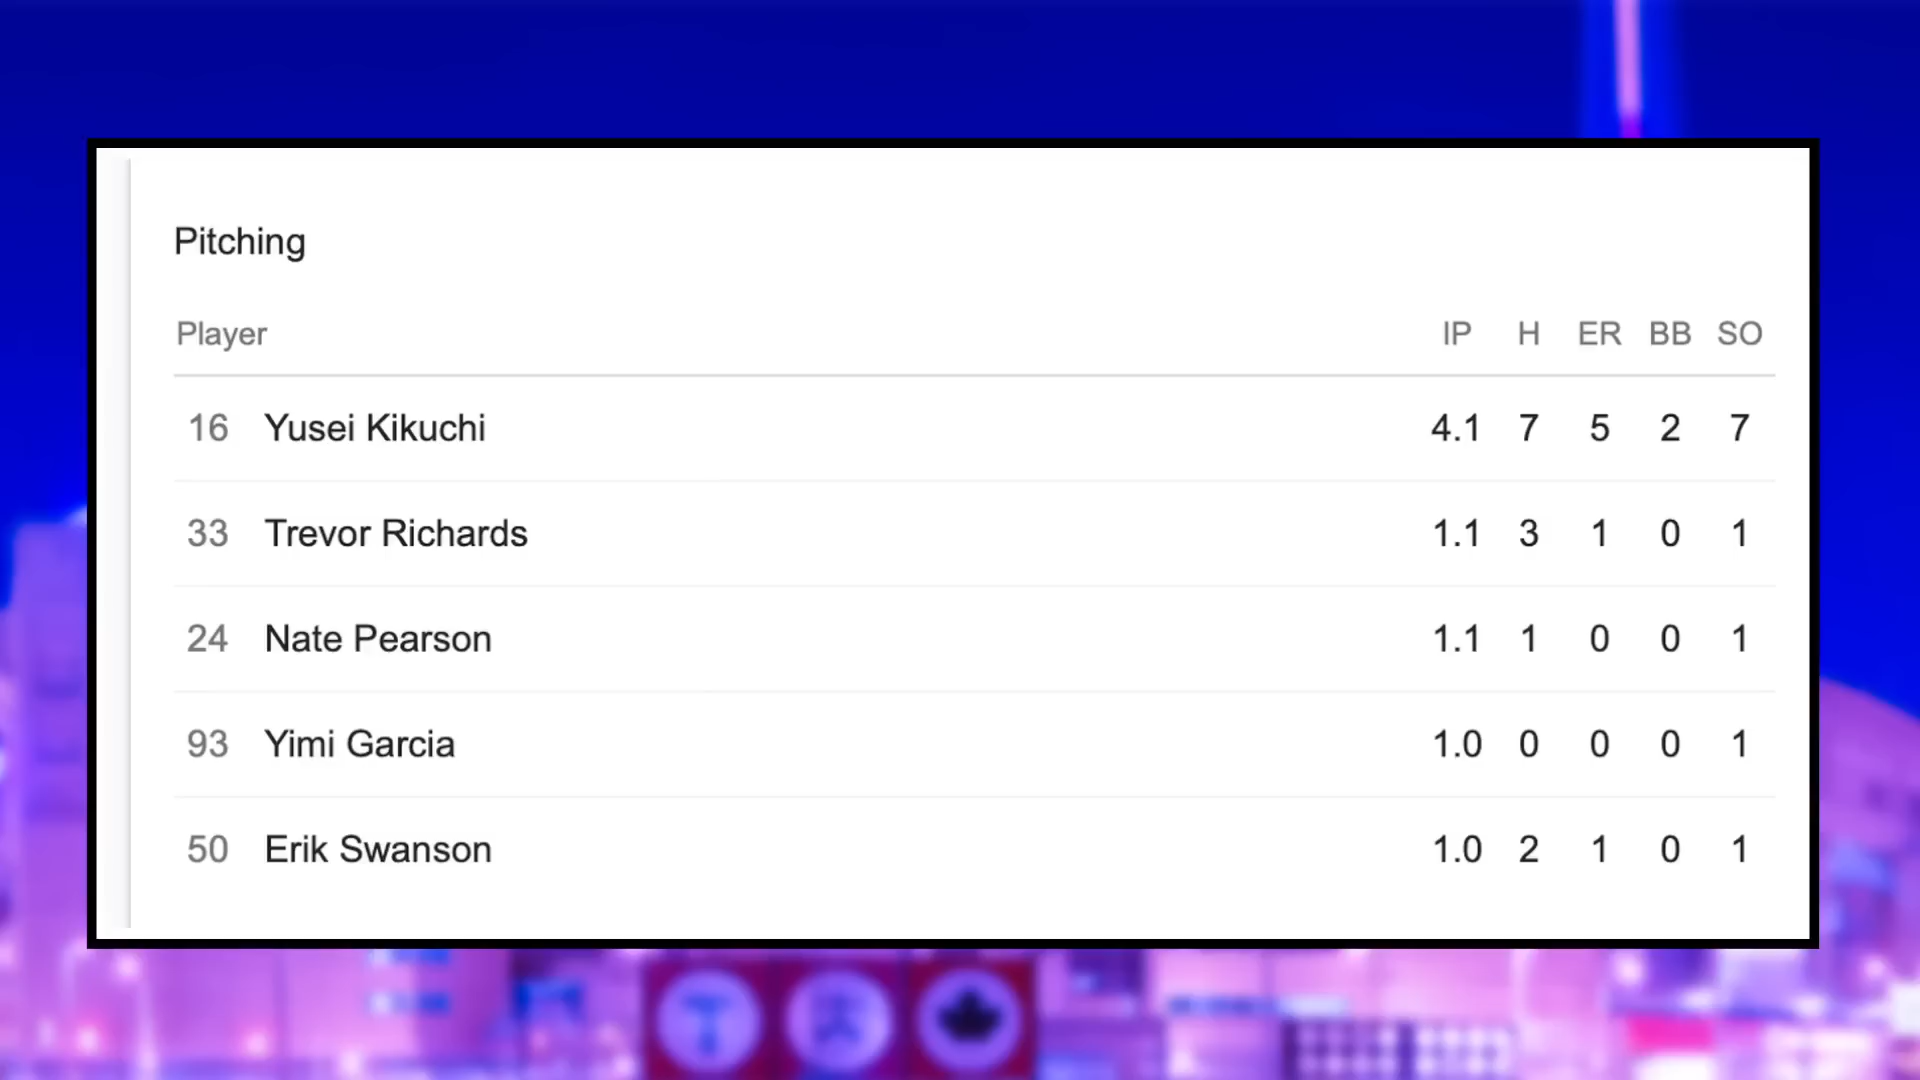 Pitching
Player IP H ER BB SO
16 Yusei Kikuchi 4.1 7 5 2 7
33 Trevor Richards 1.1 3 1 0 1
24 Nate Pearson 1.1 1 0 0 1
93 Yimi Garcia 1.0 0 0 0 1
50 Erik Swanson 1.0 2 1 0 1